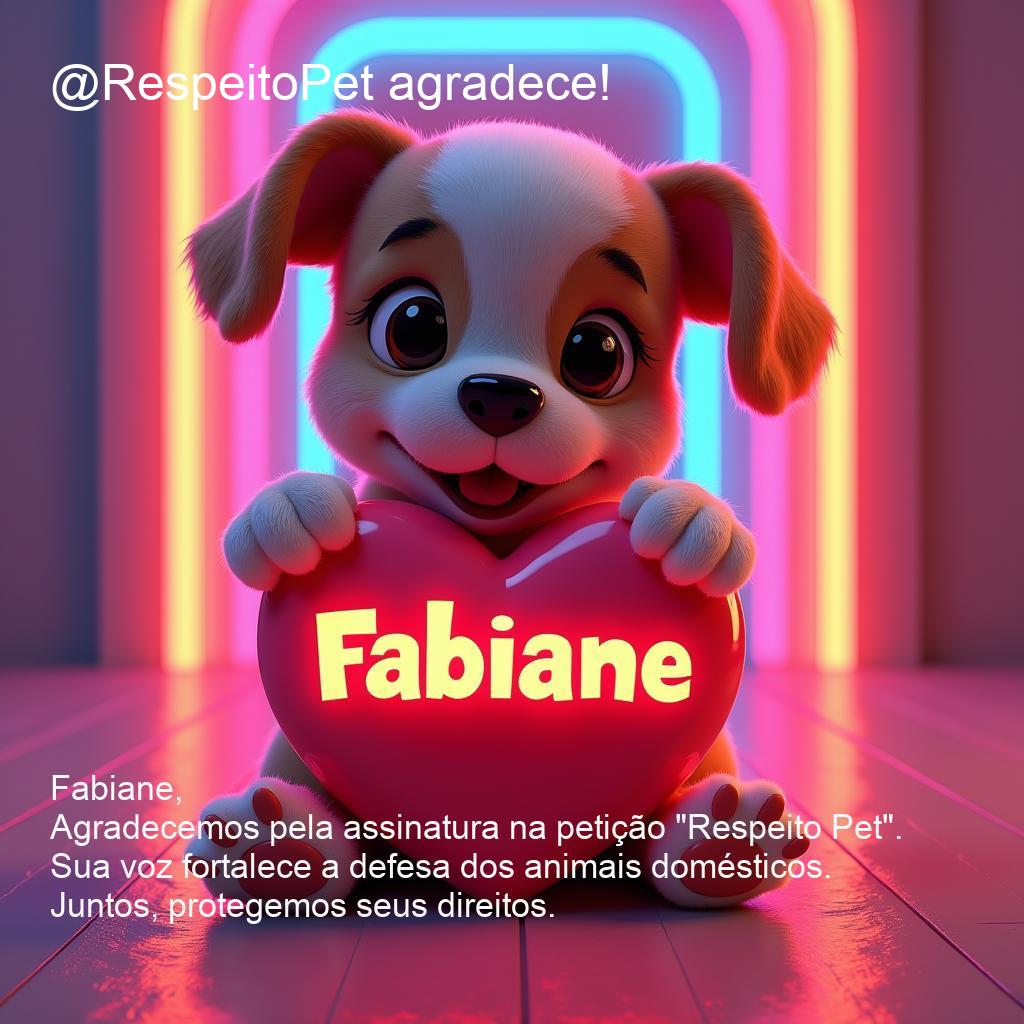 @RespeitoPet agradece!
Fabiane
Fabiane,
Agradecemos pela assinatura na petição "Respeito Pet".
Sua voz fortalece a defesa dos animais domésticos.
Juntos, protegemos seus direitos.